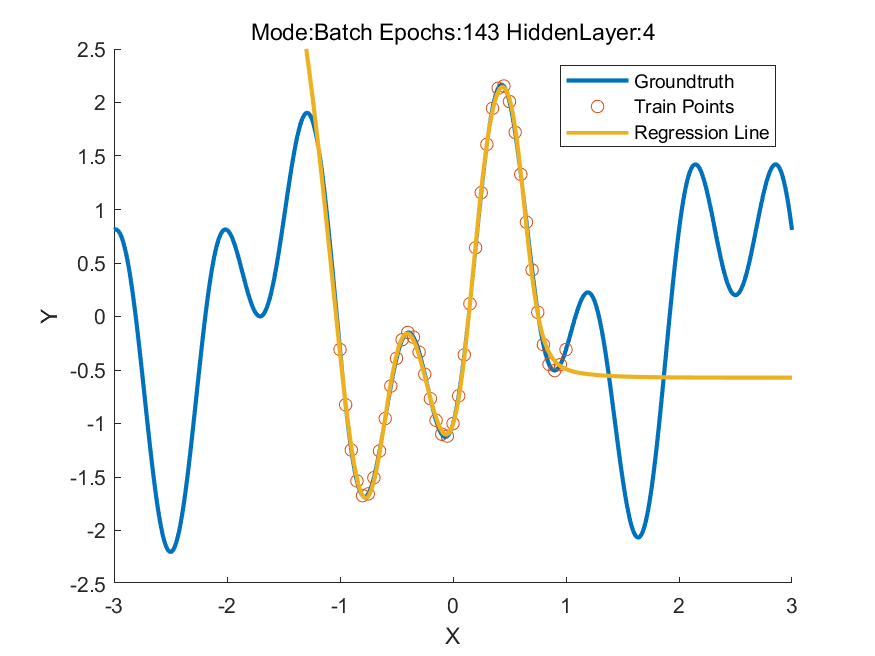 Mode:Batch Epochs:143 HiddenLayer:4
2.5
2
1.5
1
0.5
0
-0.5
-1
-1.5
-2
-2.5
Y
Groundtruth
Train Points
Regression Line
-3 -2 -1 0 1 2 3
X